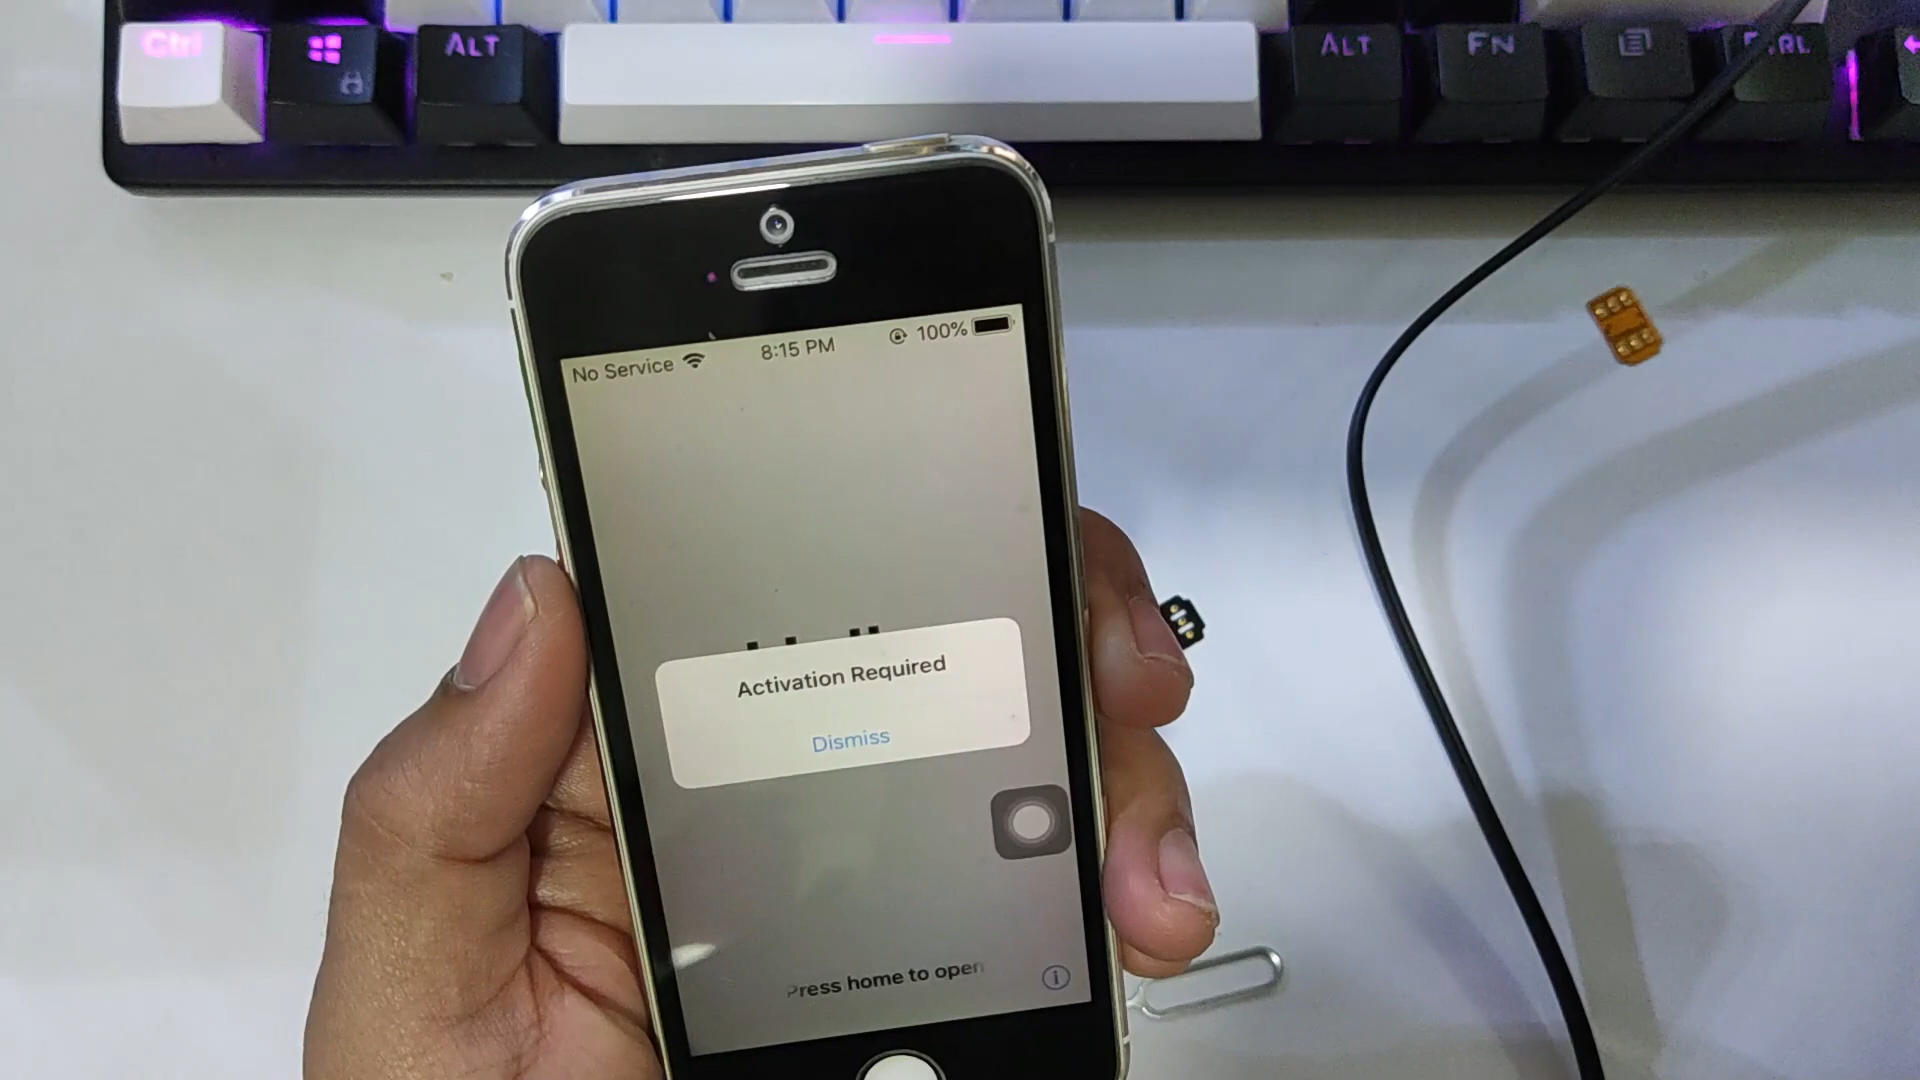 Ctrl
ALT
ALT
FN
No Service
8:15 PM
100%
Activation Required
Dismiss
Press home to open